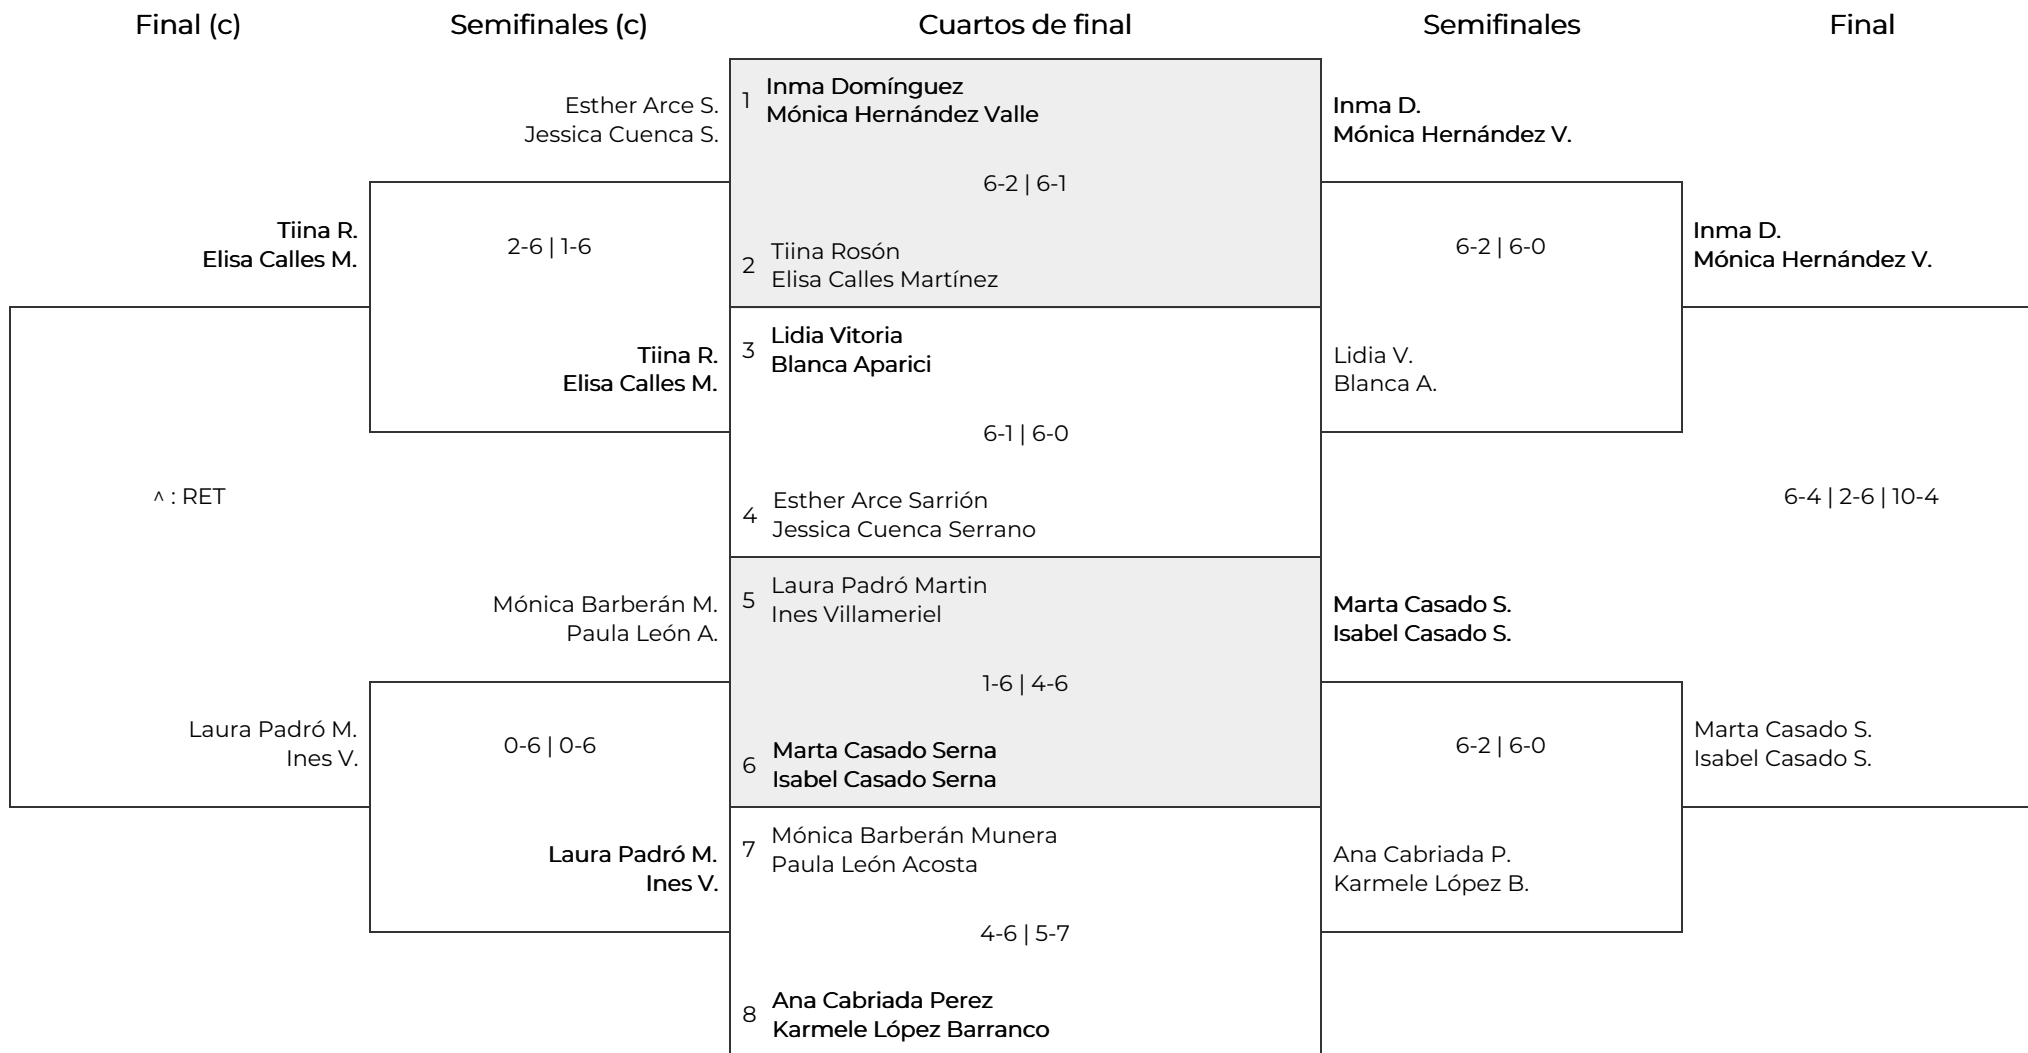 Final (c)
Semifinales (c)
Cuartos de final
Semifinales
Final
Tiina R.
Elisa Calles M.
^ : RET
Laura Padró M.
Ines V.
Esther Arce S.
Jessica Cuenca S.
2-6 | 1-6
Tiina R.
Elisa Calles M.
Mónica Barberán M.
Paula León A.
0-6 | 0-6
Laura Padró M.
Ines V.
1
Inma Domínguez
Mónica Hernández Valle
6-2 | 6-1
2
Tiina Rosón
Elisa Calles Martínez
3
Lidia Vitoria
Blanca Aparici
6-1 | 6-0
4
Esther Arce Sarrión
Jessica Cuenca Serrano
5
Laura Padró Martin
Ines Villameriel
1-6 | 4-6
6
Marta Casado Serna
Isabel Casado Serna
7
Mónica Barberán Munera
Paula León Acosta
4-6 | 5-7
8
Ana Cabriada Perez
Karmele López Barranco
Inma D.
Mónica Hernández V.
6-2 | 6-0
Lidia V.
Blanca A.
Marta Casado S.
Isabel Casado S.
6-2 | 6-0
Ana Cabriada P.
Karmele López B.
Inma D.
Mónica Hernández V.
6-4 | 2-6 | 10-4
Marta Casado S.
Isabel Casado S.